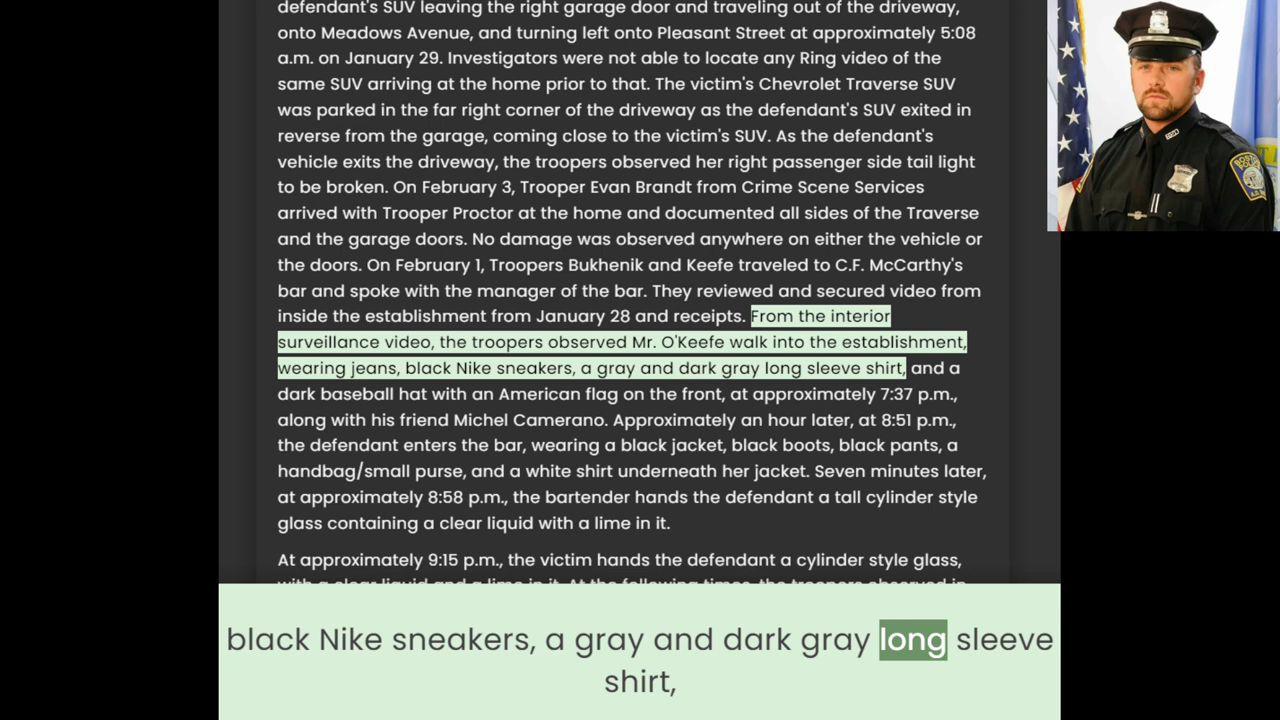 defendant's SUV leaving the right garage door and traveling out of the driveway,
onto Meadows Avenue, and turning left onto Pleasant Street at approximately 5:08
a.m. on January 29. Investigators were not able to locate any Ring video of the
same SUV arriving at the home prior to that. The victim's Chevrolet Traverse SUV
was parked in the far right corner of the driveway as the defendant's SUV exited in
reverse from the garage, coming close to the victim's SUV. As the defendant's
vehicle exits the driveway, the troopers observed her right passenger side tail light
to be broken. On February 3, Trooper Evan Brandt from Crime Scene Services
arrived with Trooper Proctor at the home and documented all sides of the Traverse
and the garage doors. No damage was observed anywhere on either the vehicle or
the doors. On February 1, Troopers Bukhenik and Keefe traveled to C.F. McCarthy's
bar and spoke with the manager of the bar. They reviewed and secured video from
inside the establishment from January 28 and receipts. From the interior
surveillance video, the troopers observed Mr. O'Keefe walk into the establishment,
wearing jeans, black Nike sneakers, a gray and dark gray long sleeve shirt, and a
dark baseball hat with an American flag on the front, at approximately 7:37 p.m.,
along with his friend Michel Camerano. Approximately an hour later, at 8:51 p.m.,
the defendant enters the bar, wearing a black jacket, black boots, black pants, a
handbag/small purse, and a white shirt underneath her jacket. Seven minutes later,
at approximately 8:58 p.m., the bartender hands the defendant a tall cylinder style
glass containing a clear liquid with a lime in it.
At approximately 9:15 p.m., the victim hands the defendant a cylinder style glass,
with a clear liquid and a lime in it. At the following times, the troopers observed in
black Nike sneakers, a gray and dark gray long sleeve
shirt,